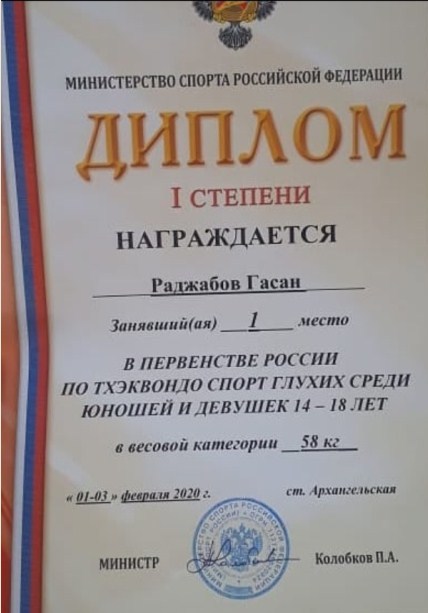 МИНИСТЕРСТВО СПОРТА РОССИЙСКОЙ ФЕДЕРАЦИИ
ДИПЛОМ
I СТЕПЕНИ
НАГРАЖДАЕТСЯ
Раджабов Гасан
Занявший(ая) 1 место
В ПЕРВЕНСТВЕ РОССИИ
ПО ТХЭКВОНДО СПОРТ ГЛУХИХ СРЕДИ
ЮНОШЕЙ И ДЕВУШЕК 14 – 18 ЛЕТ
в весовой категории 58 кг
« 01-03 » февраля 2020 г. ст. Архангельская
МИНИСТР Колобков П.А.